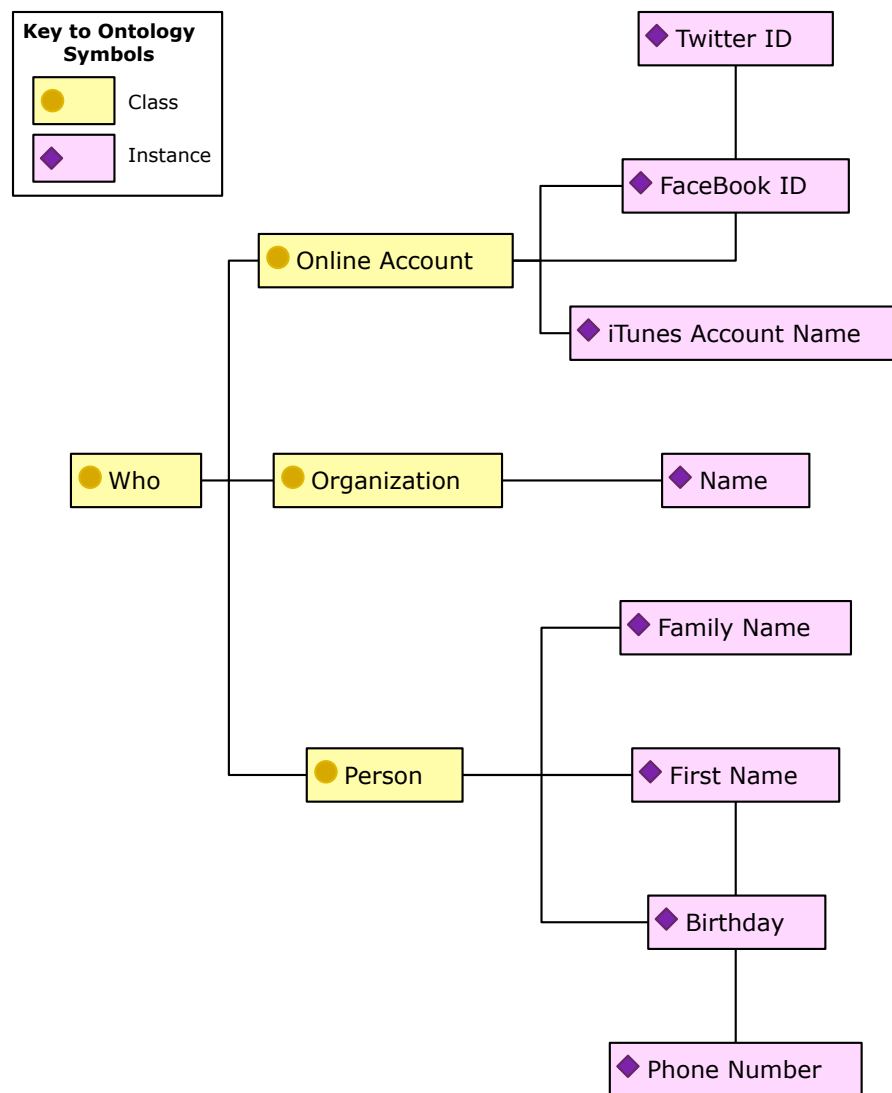 Key to Ontology
Symbols
Class
Instance
Twitter ID
FaceBook ID
Online Account
iTunes Account Name
Who
Organization
Name
Family Name
Person
First Name
Birthday
Phone Number